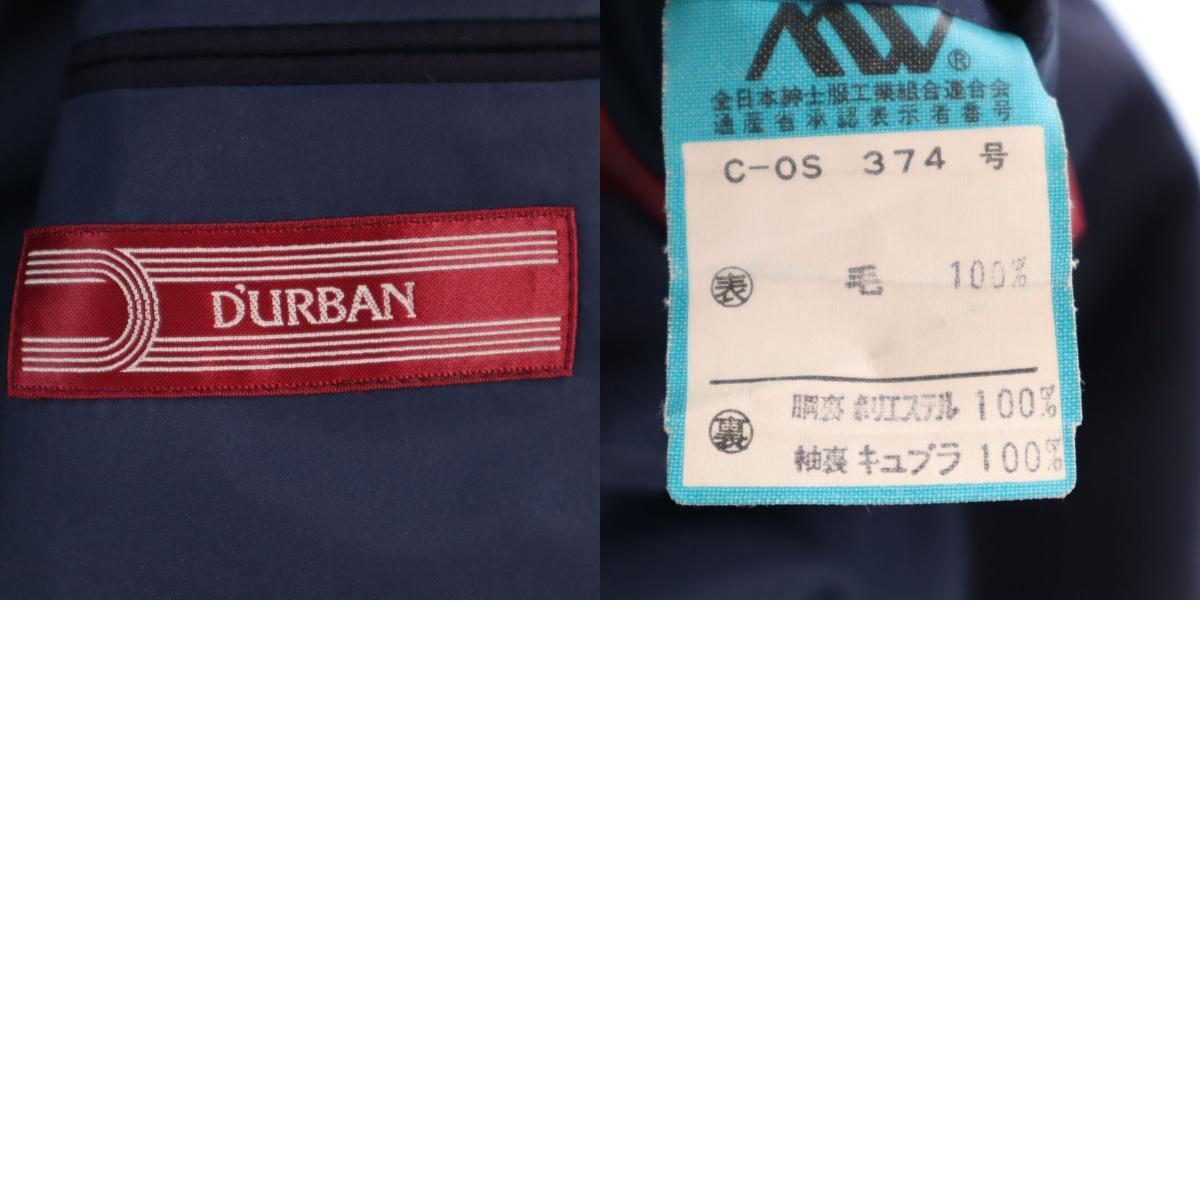 D'URBAN
MW®
全日本紳士服工業組合連合会
通産省承認表示者番号
C-OS 374 号
表 毛 100%
裏 胴裏 ポリエステル 100%
袖裏 キュプラ 100%